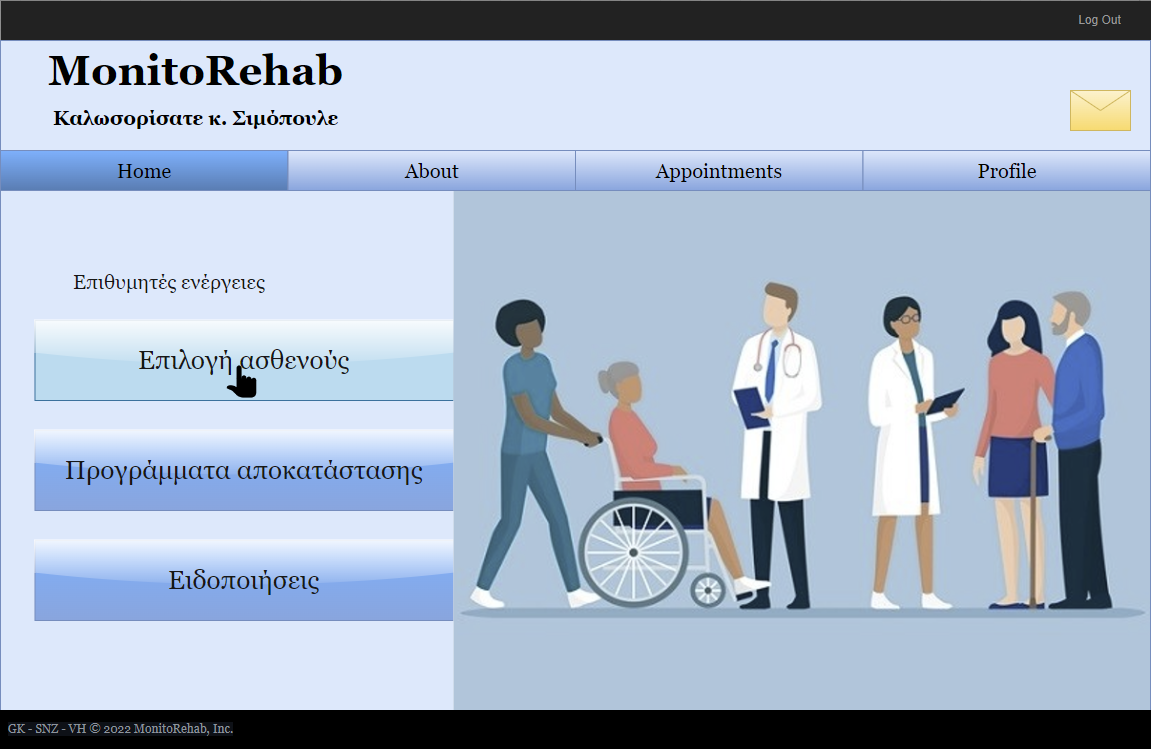 Log Out
MonitoRehab
Καλωσορίσατε κ. Σιμόπουλε
Home About Appointments Profile
Επιθυμητές ενέργειες
Επιλογή ασθενούς
Προγράμματα αποκατάστασης
Ειδοποιήσεις
GK - SNZ - VH © 2022 MonitoRehab, Inc.